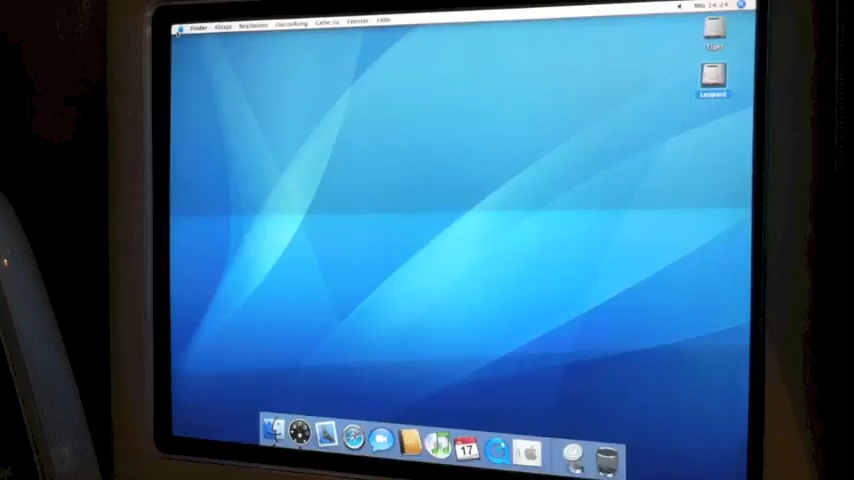 Finder Ablage Bearbeiten Darstellung Gehe zu Fenster Hilfe
Mo 14:24
Tiger
Leopard
17